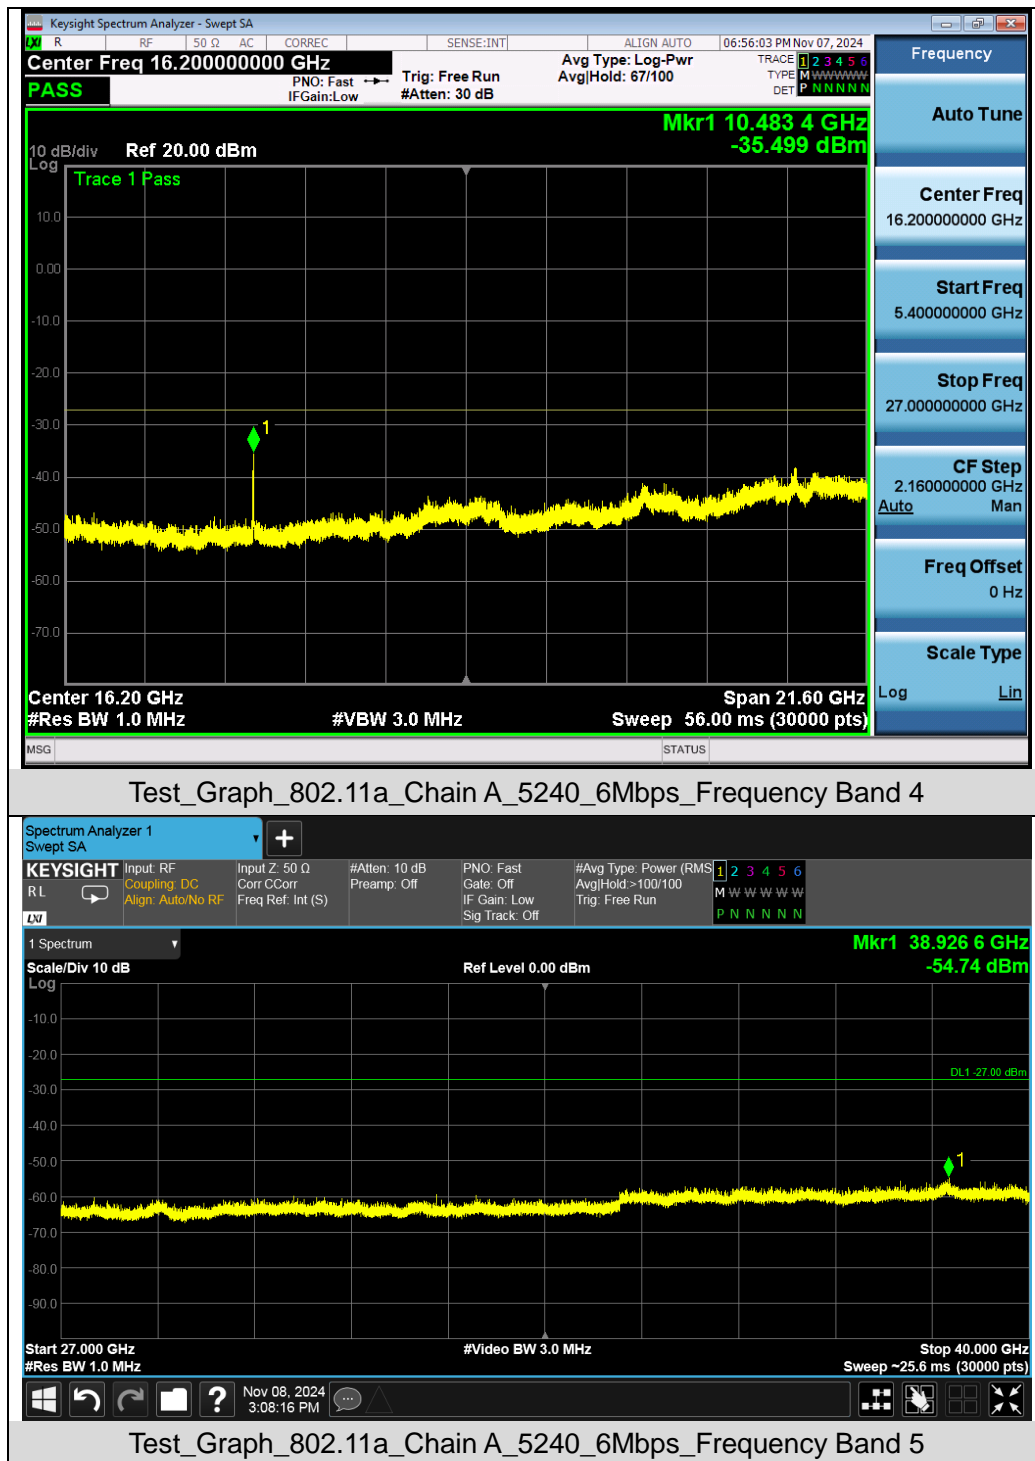 Keysight Spectrum Analyzer - Swept SA
LXI R RF 50 Ω AC CORREC SENSE:INT ALIGN AUTO 06:56:03 PM Nov 07, 2024
Center Freq 16.200000000 GHz
PNO: Fast
IFGain:Low
Trig: Free Run
#Atten: 30 dB
Avg Type: Log-Pwr
Avg|Hold: 67/100
TRACE 1 2 3 4 5 6
TYPE M W W W W W
DET P N N N N N
PASS
Mkr1 10.483 4 GHz
-35.499 dBm
10 dB/div Ref 20.00 dBm
Log
Trace 1 Pass
10.0
0.00
-10.0
-20.0
-30.0
-40.0
-50.0
-60.0
-70.0
1
Center 16.20 GHz Span 21.60 GHz
#Res BW 1.0 MHz #VBW 3.0 MHz Sweep 56.00 ms (30000 pts)
MSG STATUS
Frequency
Auto Tune
Center Freq
16.200000000 GHz
Start Freq
5.400000000 GHz
Stop Freq
27.000000000 GHz
CF Step
2.160000000 GHz
Auto Man
Freq Offset
0 Hz
Scale Type
Log Lin
Test_Graph_802.11a_Chain A_5240_6Mbps_Frequency Band 4
Spectrum Analyzer 1
Swept SA
+
KEYSIGHT
RL
LXI
Input: RF
Coupling: DC
Align: Auto/No RF
Input Z: 50 Ω
Corr CCorr
Freq Ref: Int (S)
#Atten: 10 dB
Preamp: Off
PNO: Fast
Gate: Off
IF Gain: Low
Sig Track: Off
#Avg Type: Power (RMS
Avg|Hold:>100/100
Trig: Free Run
1 2 3 4 5 6
M W W W W W
P N N N N N
1 Spectrum
Mkr1 38.926 6 GHz
Scale/Div 10 dB Ref Level 0.00 dBm -54.74 dBm
Log
-10.0
-20.0
DL1 -27.00 dBm
-30.0
-40.0
-50.0
1
-60.0
-70.0
-80.0
-90.0
Start 27.000 GHz #Video BW 3.0 MHz Stop 40.000 GHz
#Res BW 1.0 MHz Sweep ~25.6 ms (30000 pts)
? Nov 08, 2024
3:08:16 PM
Test_Graph_802.11a_Chain A_5240_6Mbps_Frequency Band 5